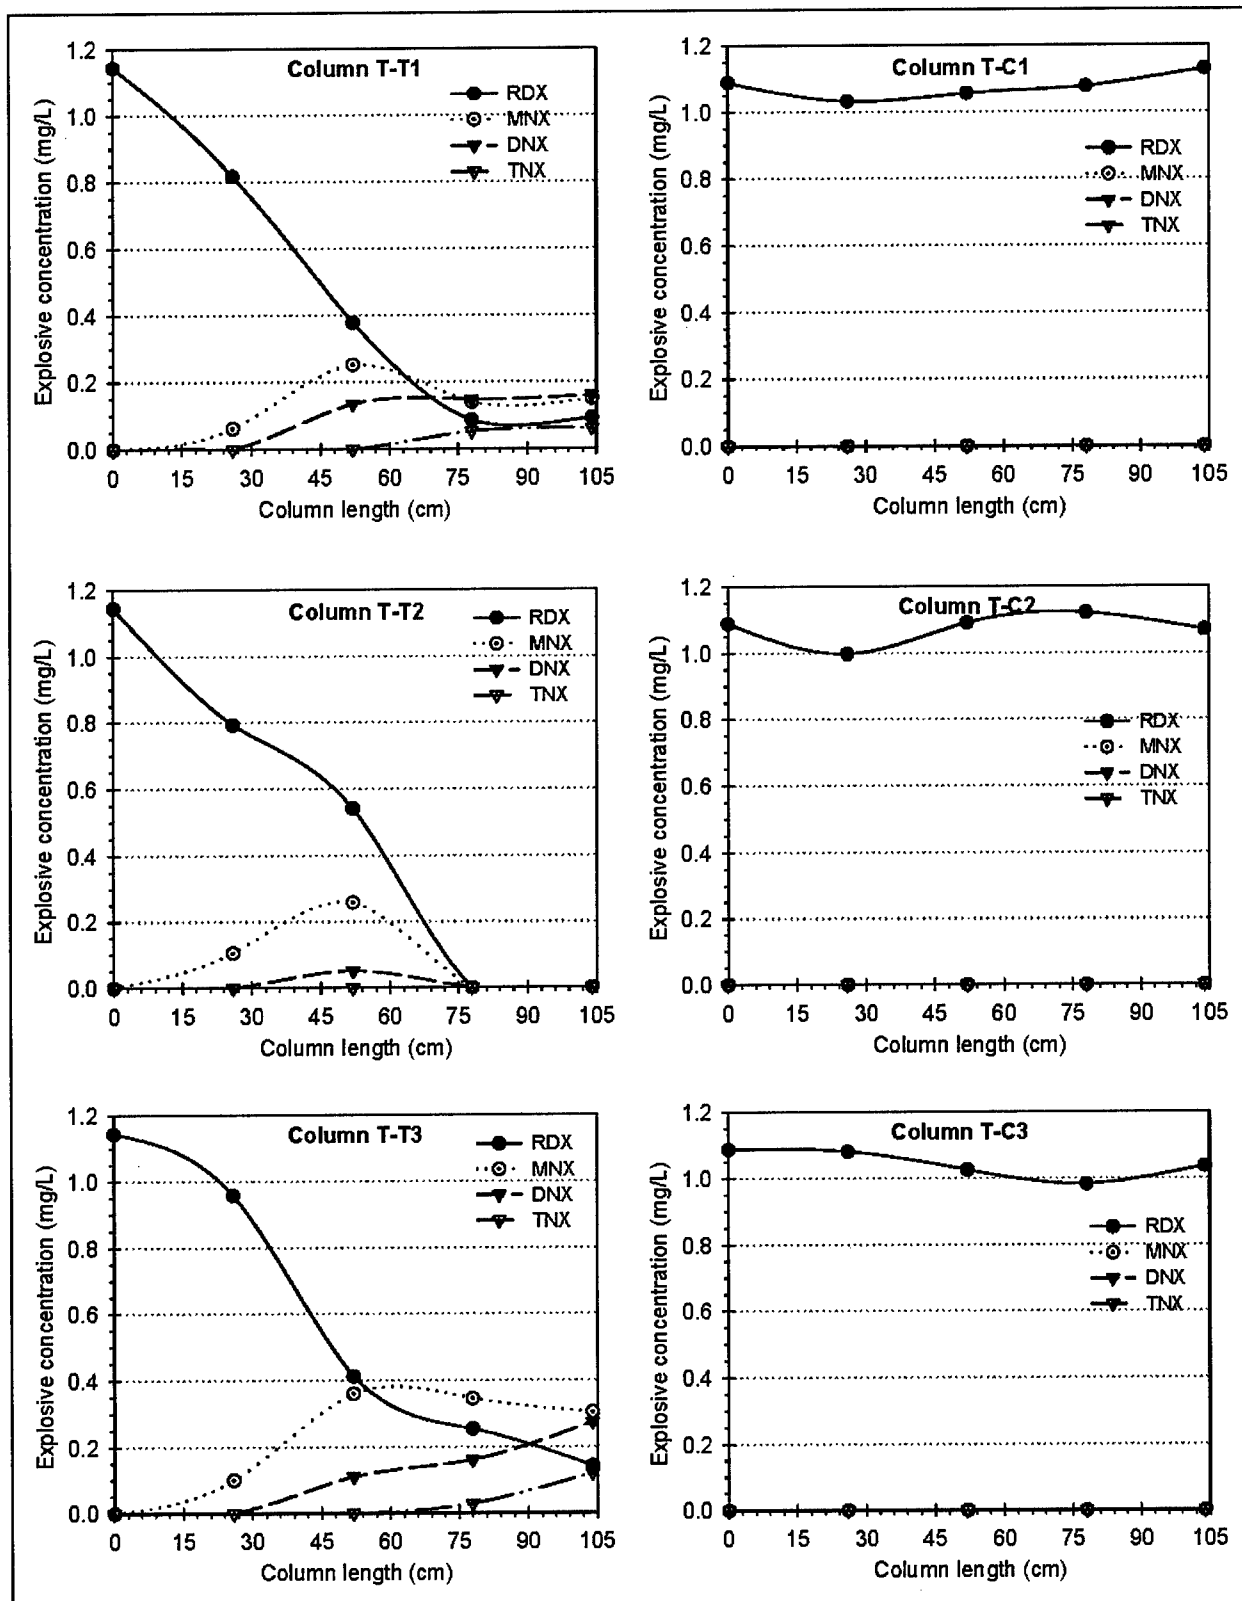 Column T-T1
RDX
MNX
DNX
TNX
Explosive concentration (mg/L)
1.2
1.0
0.8
0.6
0.4
0.2
0.0
0 15 30 45 60 75 90 105
Column length (cm)
Column T-C1
RDX
MNX
DNX
TNX
Explosive concentration (mg/L)
1.2
1.0
0.8
0.6
0.4
0.2
0.0
0 15 30 45 60 75 90 105
Column length (cm)
Column T-T2
RDX
MNX
DNX
TNX
Explosive concentration (mg/L)
1.2
1.0
0.8
0.6
0.4
0.2
0.0
0 15 30 45 60 75 90 105
Column length (cm)
Column T-C2
RDX
MNX
DNX
TNX
Explosive concentration (mg/L)
1.2
1.0
0.8
0.6
0.4
0.2
0.0
0 15 30 45 60 75 90 105
Column length (cm)
Column T-T3
RDX
MNX
DNX
TNX
Explosive concentration (mg/L)
1.2
1.0
0.8
0.6
0.4
0.2
0.0
0 15 30 45 60 75 90 105
Column length (cm)
Column T-C3
RDX
MNX
DNX
TNX
Explosive concentration (mg/L)
1.2
1.0
0.8
0.6
0.4
0.2
0.0
0 15 30 45 60 75 90 105
Column length (cm)